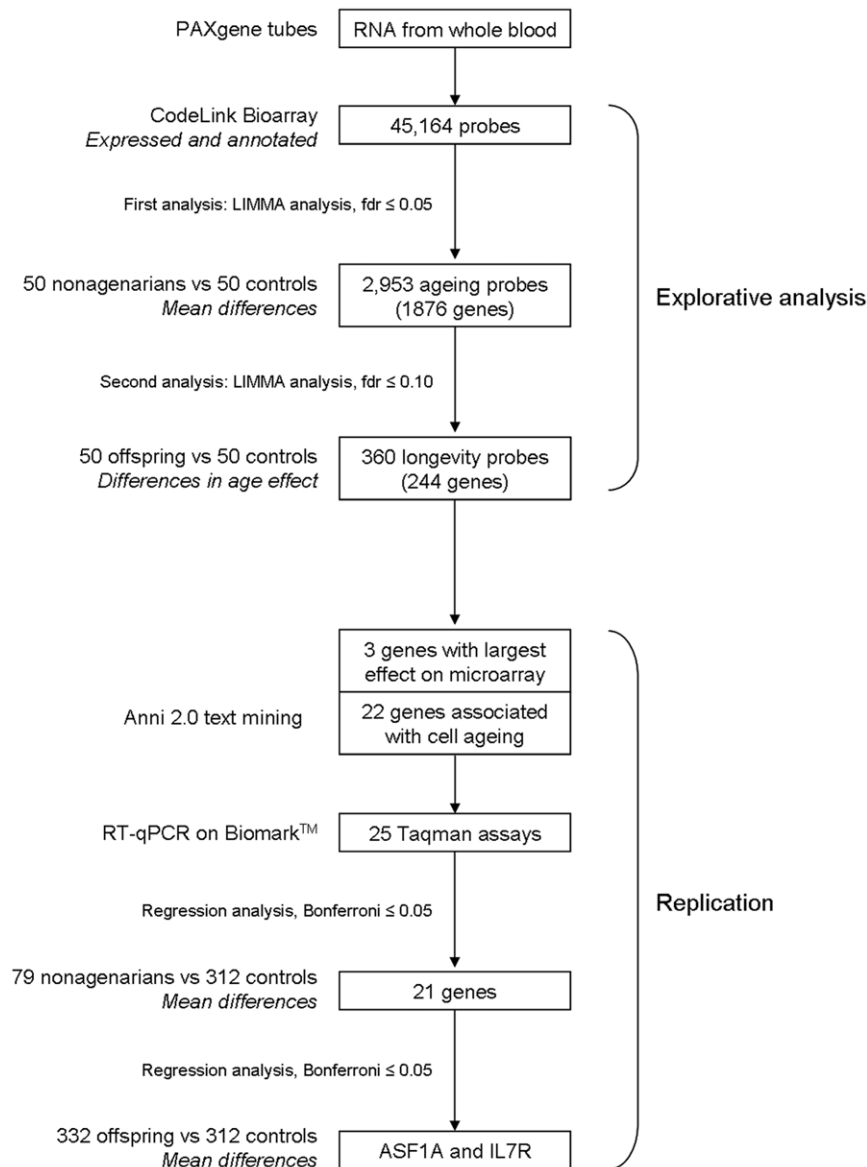 PAXgene tubes
RNA from whole blood
CodeLink Bioarray
Expressed and annotated
45,164 probes
First analysis: LIMMA analysis, fdr ≤ 0.05
50 nonagenarians vs 50 controls
Mean differences
2,953 ageing probes
(1876 genes)
Explorative analysis
Second analysis: LIMMA analysis, fdr ≤ 0.10
50 offspring vs 50 controls
Differences in age effect
360 longevity probes
(244 genes)
3 genes with largest
effect on microarray
Anni 2.0 text mining
22 genes associated
with cell ageing
RT-qPCR on Biomark™
25 Taqman assays
Regression analysis, Bonferroni ≤ 0.05
Replication
79 nonagenarians vs 312 controls
Mean differences
21 genes
Regression analysis, Bonferroni ≤ 0.05
332 offspring vs 312 controls
Mean differences
ASF1A and IL7R